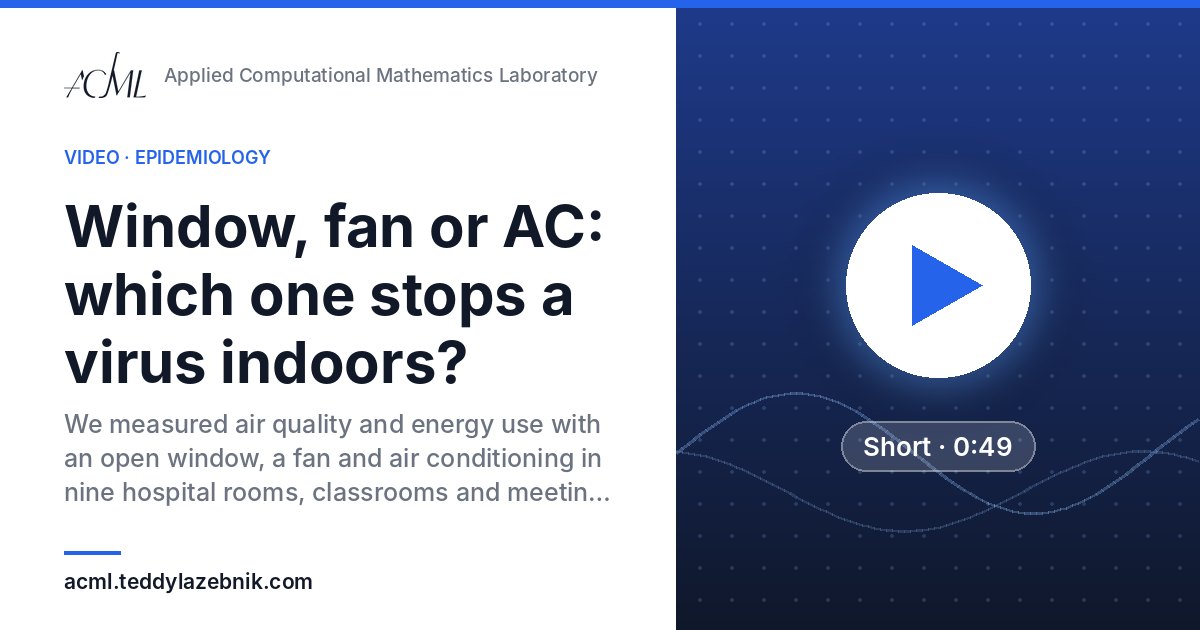 ACML Applied Computational Mathematics Laboratory
VIDEO · EPIDEMIOLOGY
Window, fan or AC:
which one stops a
virus indoors?
We measured air quality and energy use with
an open window, a fan and air conditioning in
nine hospital rooms, classrooms and meetin...
Short · 0:49
acml.teddylazebnik.com